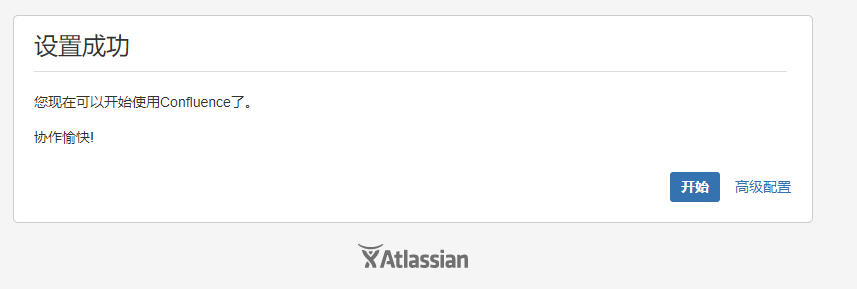 设置成功
您现在可以开始使用Confluence了。
协作愉快!
开始 高级配置
Atlassian